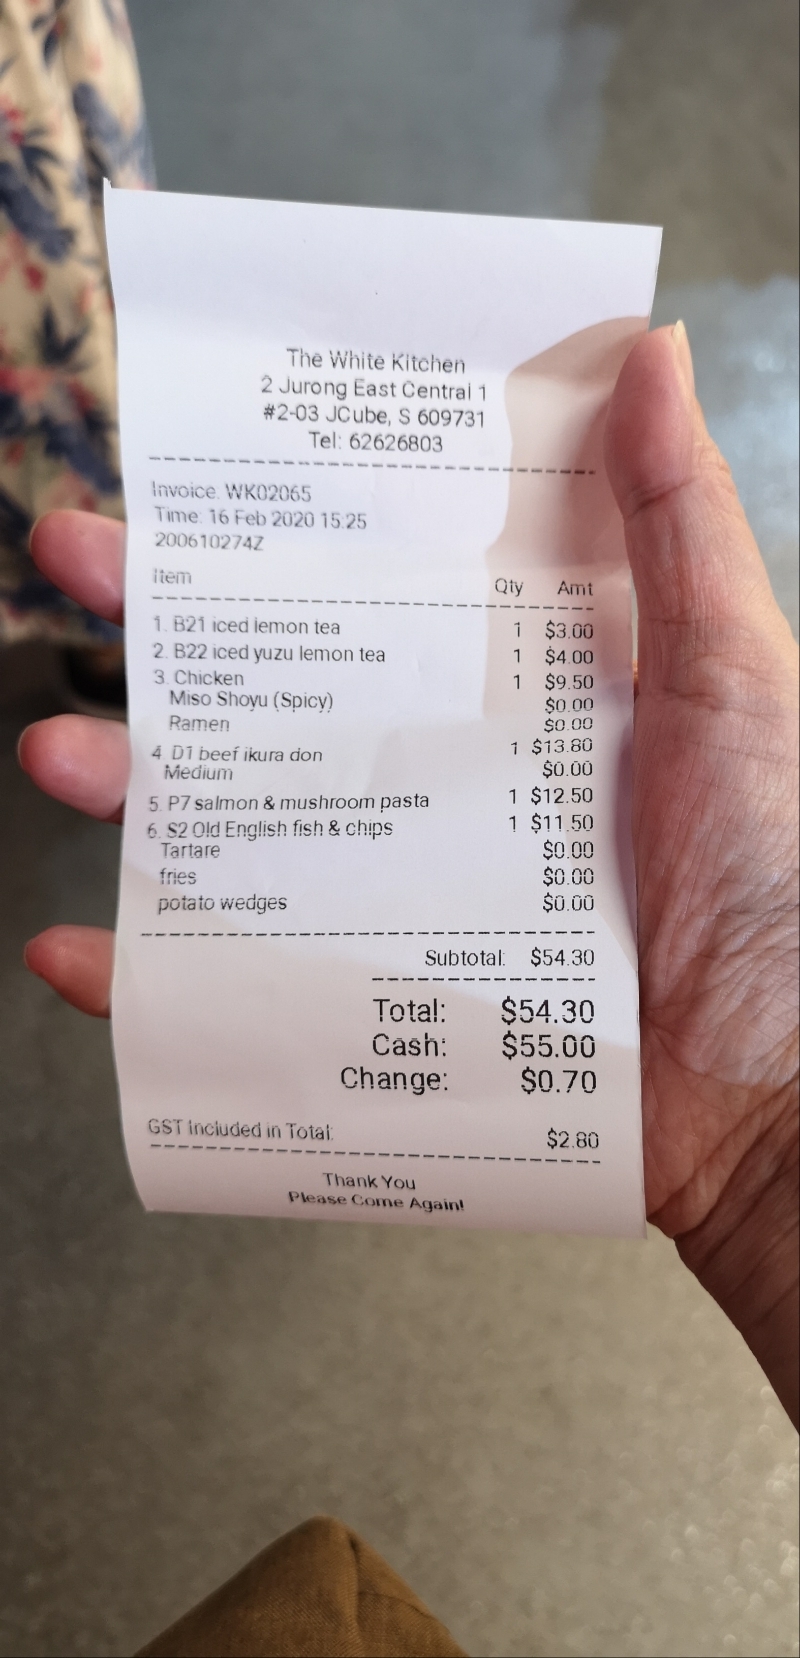 The White Kitchen
2 Jurong East Central 1
#2-03 JCube, S 609731
Tel: 62626803
Invoice: WK02065
Time: 16 Feb 2020 15:25
200610274Z
Item Qty Amt
1. B21 iced lemon tea 1 $3.00
2. B22 iced yuzu lemon tea 1 $4.00
3. Chicken 1 $9.50
Miso Shoyu (Spicy) $0.00
Ramen $0.00
4. D1 beef ikura don 1 $13.80
Medium $0.00
5. P7 salmon & mushroom pasta 1 $12.50
6. S2 Old English fish & chips 1 $11.50
Tartare $0.00
fries $0.00
potato wedges $0.00
Subtotal: $54.30
Total: $54.30
Cash: $55.00
Change: $0.70
GST Included in Total: $2.80
Thank You
Please Come Again!